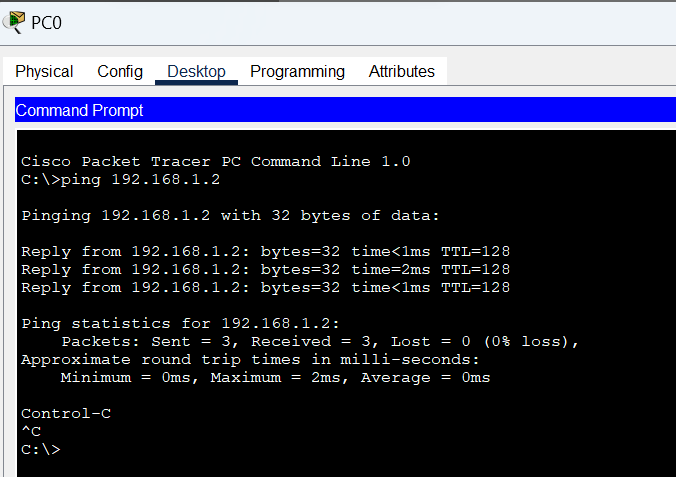 PC0
Physical Config Desktop Programming Attributes
Command Prompt
Cisco Packet Tracer PC Command Line 1.0
C:\>ping 192.168.1.2
Pinging 192.168.1.2 with 32 bytes of data:
Reply from 192.168.1.2: bytes=32 time<1ms TTL=128
Reply from 192.168.1.2: bytes=32 time=2ms TTL=128
Reply from 192.168.1.2: bytes=32 time<1ms TTL=128
Ping statistics for 192.168.1.2:
    Packets: Sent = 3, Received = 3, Lost = 0 (0% loss),
Approximate round trip times in milli-seconds:
    Minimum = 0ms, Maximum = 2ms, Average = 0ms
Control-C
^C
C:\>